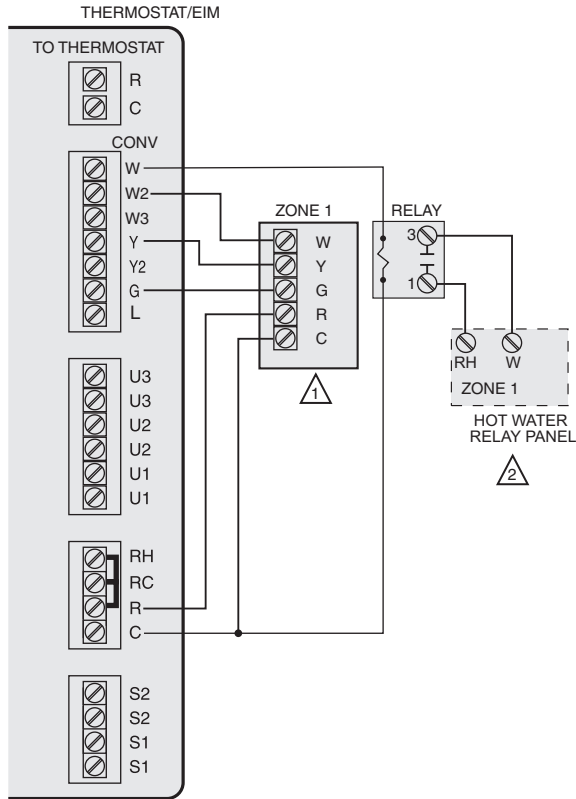 THERMOSTAT/EIM
TO THERMOSTAT
R
C
CONV
W
W2
W3
Y
Y2
G
L
U3
U3
U2
U2
U1
U1
RH
RC
R
C
S2
S2
S1
S1
ZONE 1
W
Y
G
R
C
1
RELAY
3
1
RH W
ZONE 1
HOT WATER
RELAY PANEL
2